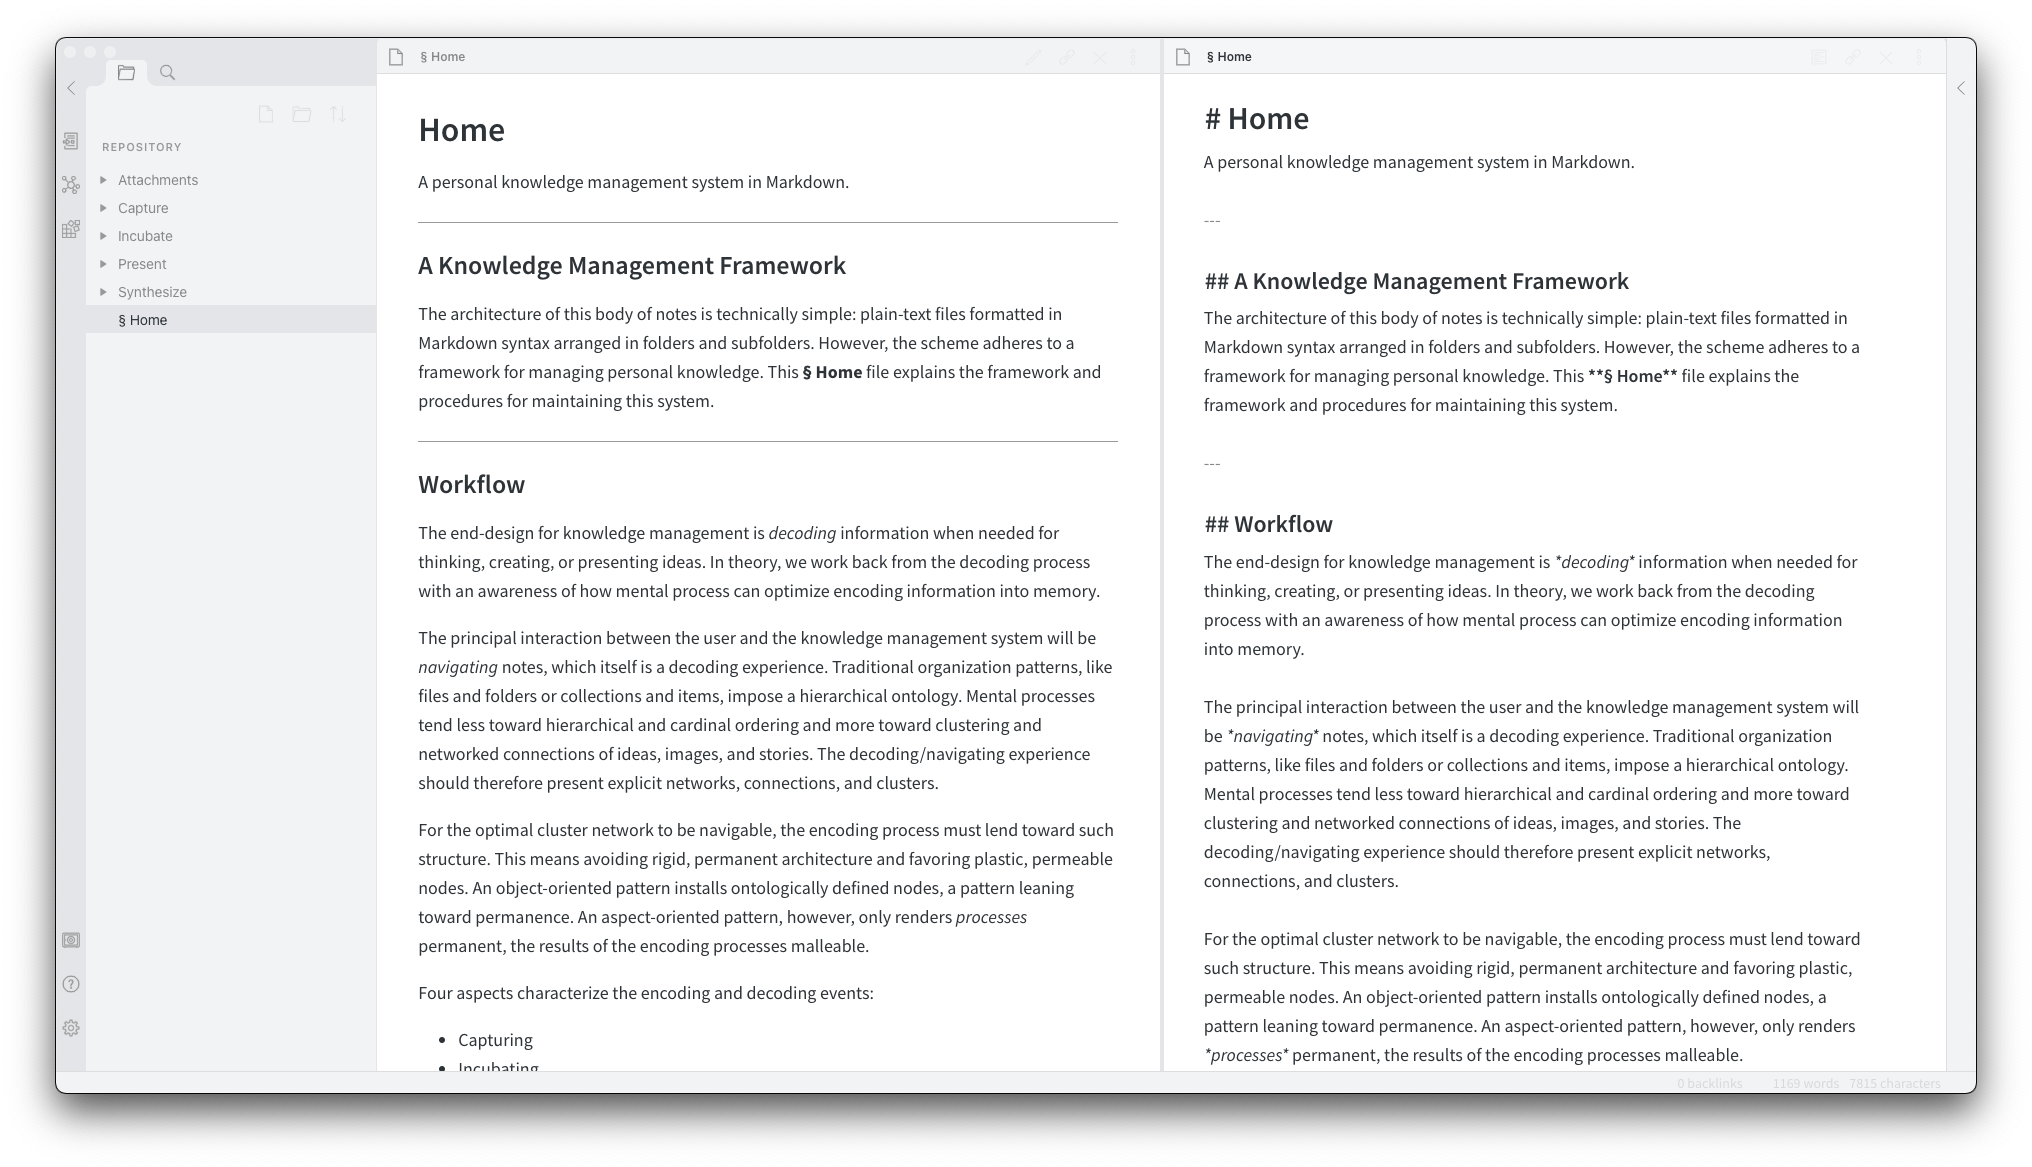 REPOSITORY
Attachments
Capture
Incubate
Present
Synthesize
§ Home
§ Home
Home
A personal knowledge management system in Markdown.
A Knowledge Management Framework
The architecture of this body of notes is technically simple: plain-text files formatted in
Markdown syntax arranged in folders and subfolders. However, the scheme adheres to a
framework for managing personal knowledge. This § Home file explains the framework and
procedures for maintaining this system.
Workflow
The end-design for knowledge management is decoding information when needed for
thinking, creating, or presenting ideas. In theory, we work back from the decoding process
with an awareness of how mental process can optimize encoding information into memory.
The principal interaction between the user and the knowledge management system will be
navigating notes, which itself is a decoding experience. Traditional organization patterns, like
files and folders or collections and items, impose a hierarchical ontology. Mental processes
tend less toward hierarchical and cardinal ordering and more toward clustering and
networked connections of ideas, images, and stories. The decoding/navigating experience
should therefore present explicit networks, connections, and clusters.
For the optimal cluster network to be navigable, the encoding process must lend toward such
structure. This means avoiding rigid, permanent architecture and favoring plastic, permeable
nodes. An object-oriented pattern installs ontologically defined nodes, a pattern leaning
toward permanence. An aspect-oriented pattern, however, only renders processes
permanent, the results of the encoding processes malleable.
Four aspects characterize the encoding and decoding events:
• Capturing
• Incubating
§ Home
# Home
A personal knowledge management system in Markdown.
---
## A Knowledge Management Framework
The architecture of this body of notes is technically simple: plain-text files formatted in
Markdown syntax arranged in folders and subfolders. However, the scheme adheres to a
framework for managing personal knowledge. This **§ Home** file explains the
framework and procedures for maintaining this system.
---
## Workflow
The end-design for knowledge management is *decoding* information when needed for
thinking, creating, or presenting ideas. In theory, we work back from the decoding
process with an awareness of how mental process can optimize encoding information
into memory.
The principal interaction between the user and the knowledge management system will
be *navigating* notes, which itself is a decoding experience. Traditional organization
patterns, like files and folders or collections and items, impose a hierarchical ontology.
Mental processes tend less toward hierarchical and cardinal ordering and more toward
clustering and networked connections of ideas, images, and stories. The
decoding/navigating experience should therefore present explicit networks,
connections, and clusters.
For the optimal cluster network to be navigable, the encoding process must lend toward
such structure. This means avoiding rigid, permanent architecture and favoring plastic,
permeable nodes. An object-oriented pattern installs ontologically defined nodes, a
pattern leaning toward permanence. An aspect-oriented pattern, however, only renders
*processes* permanent, the results of the encoding processes malleable.
0 backlinks 1169 words 7815 characters